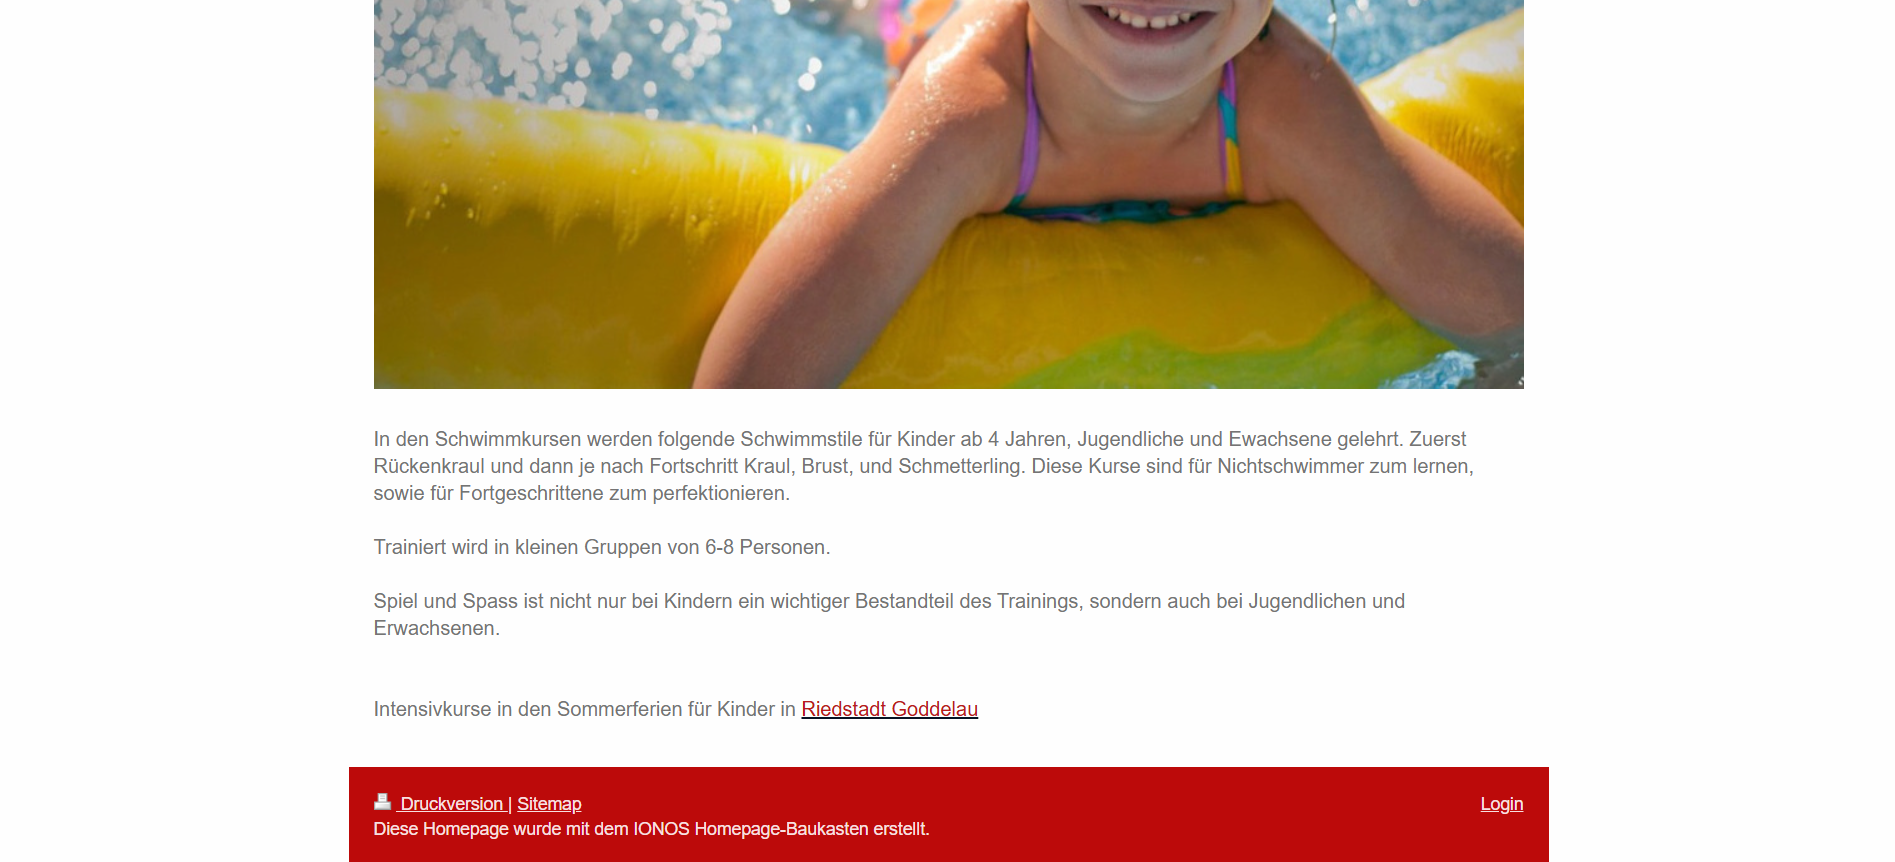 In den Schwimmkursen werden folgende Schwimmstile für Kinder ab 4 Jahren, Jugendliche und Ewachsene gelehrt. Zuerst
Rückenkraul und dann je nach Fortschritt Kraul, Brust, und Schmetterling. Diese Kurse sind für Nichtschwimmer zum lernen,
sowie für Fortgeschrittene zum perfektionieren.
Trainiert wird in kleinen Gruppen von 6-8 Personen.
Spiel und Spass ist nicht nur bei Kindern ein wichtiger Bestandteil des Trainings, sondern auch bei Jugendlichen und
Erwachsenen.
Intensivkurse in den Sommerferien für Kinder in Riedstadt Goddelau
Druckversion | Sitemap
Login
Diese Homepage wurde mit dem IONOS Homepage-Baukasten erstellt.